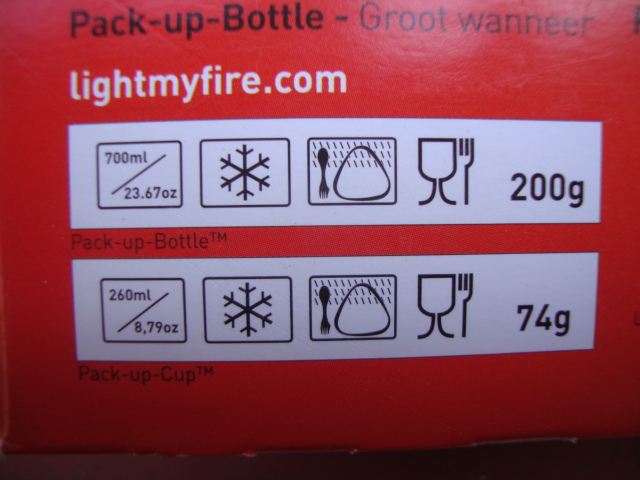 Pack-up-Bottle - Groot wanneer
lightmyfire.com
700ml
23.67oz
200g
Pack-up-Bottle™
260ml
8,79oz
74g
Pack-up-Cup™